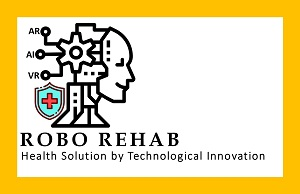 AR
AI
VR
ROBO REHAB
Health Solution by Technological Innovation